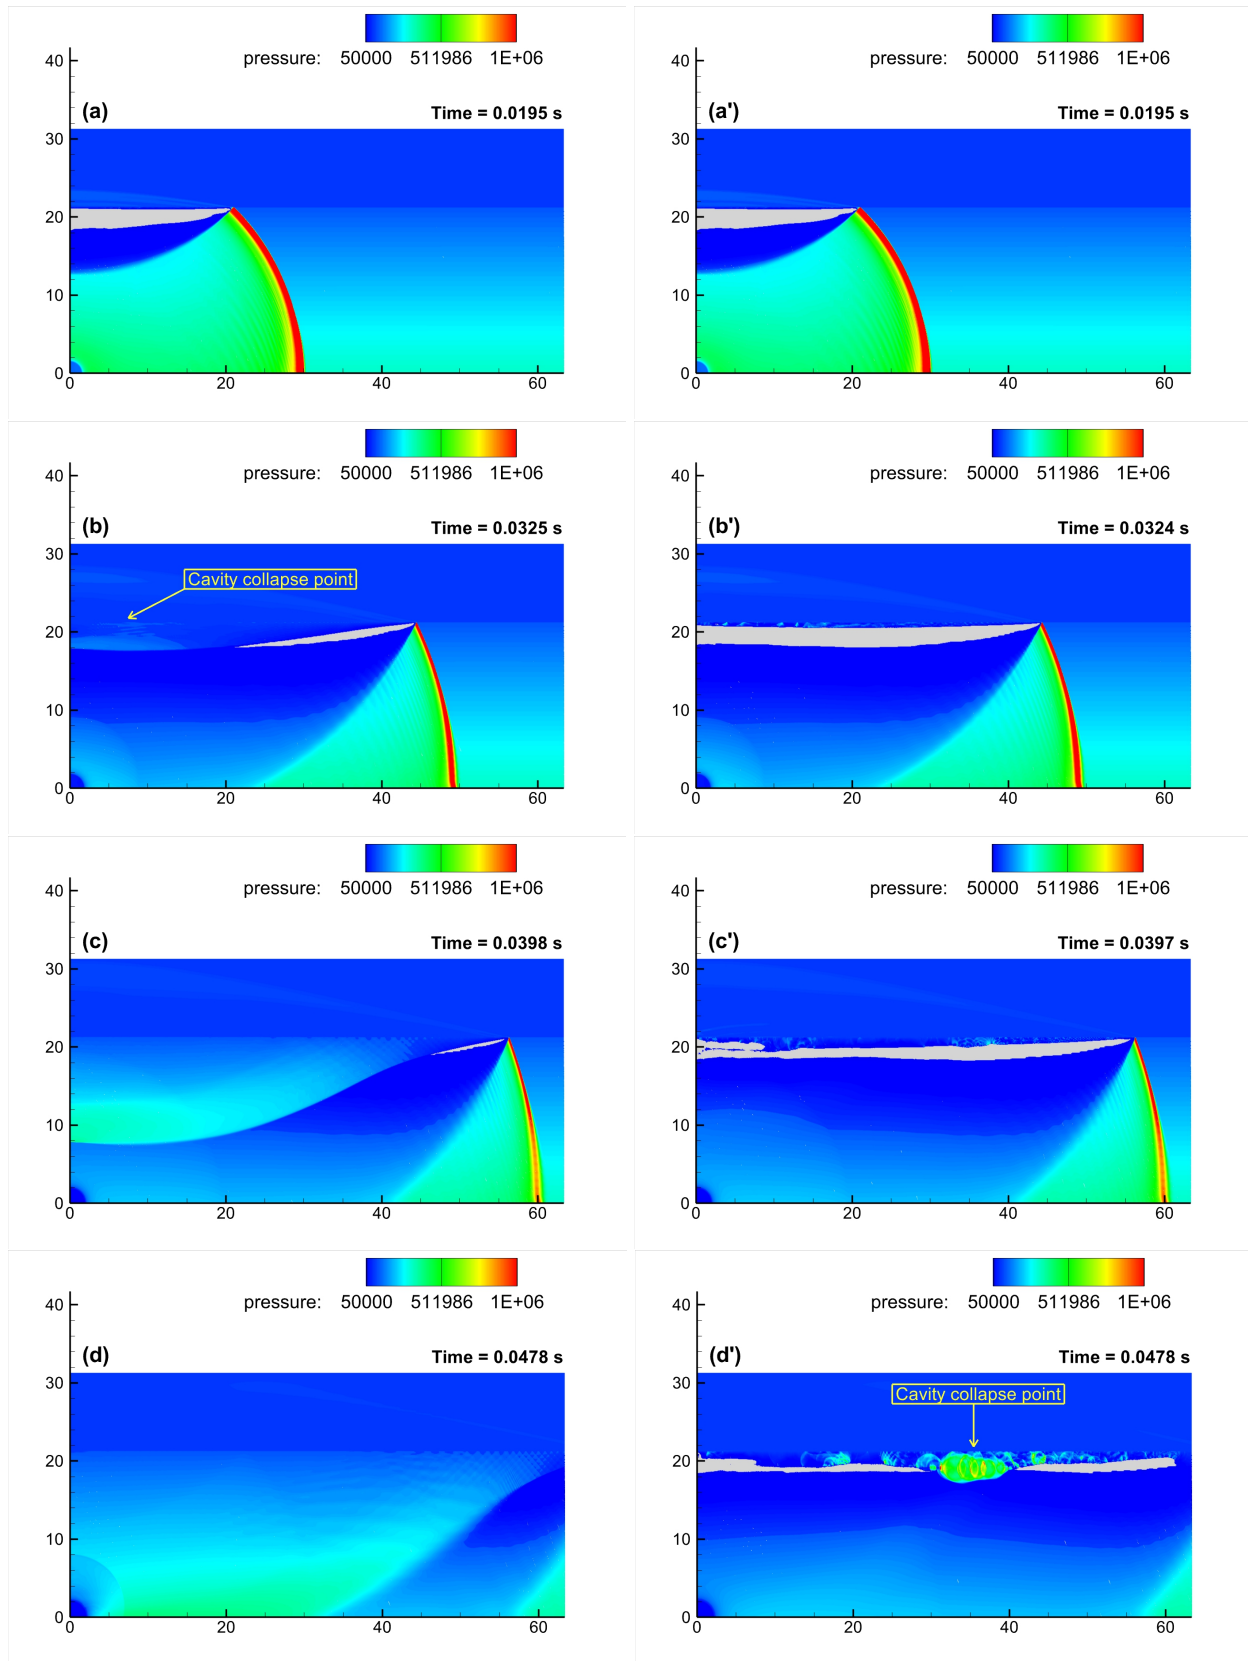 pressure: 50000 511986 1E+06
40
(a) Time = 0.0195 s
30
20
10
0
0 20 40 60
pressure: 50000 511986 1E+06
40
(a') Time = 0.0195 s
30
20
10
0
0 20 40 60
pressure: 50000 511986 1E+06
40
(b) Time = 0.0325 s
30
Cavity collapse point
20
10
0
0 20 40 60
pressure: 50000 511986 1E+06
40
(b') Time = 0.0324 s
30
20
10
0
0 20 40 60
pressure: 50000 511986 1E+06
40
(c) Time = 0.0398 s
30
20
10
0
0 20 40 60
pressure: 50000 511986 1E+06
40
(c') Time = 0.0397 s
30
20
10
0
0 20 40 60
pressure: 50000 511986 1E+06
40
(d) Time = 0.0478 s
30
20
10
0
0 20 40 60
pressure: 50000 511986 1E+06
40
(d') Time = 0.0478 s
30
Cavity collapse point
20
10
0
0 20 40 60